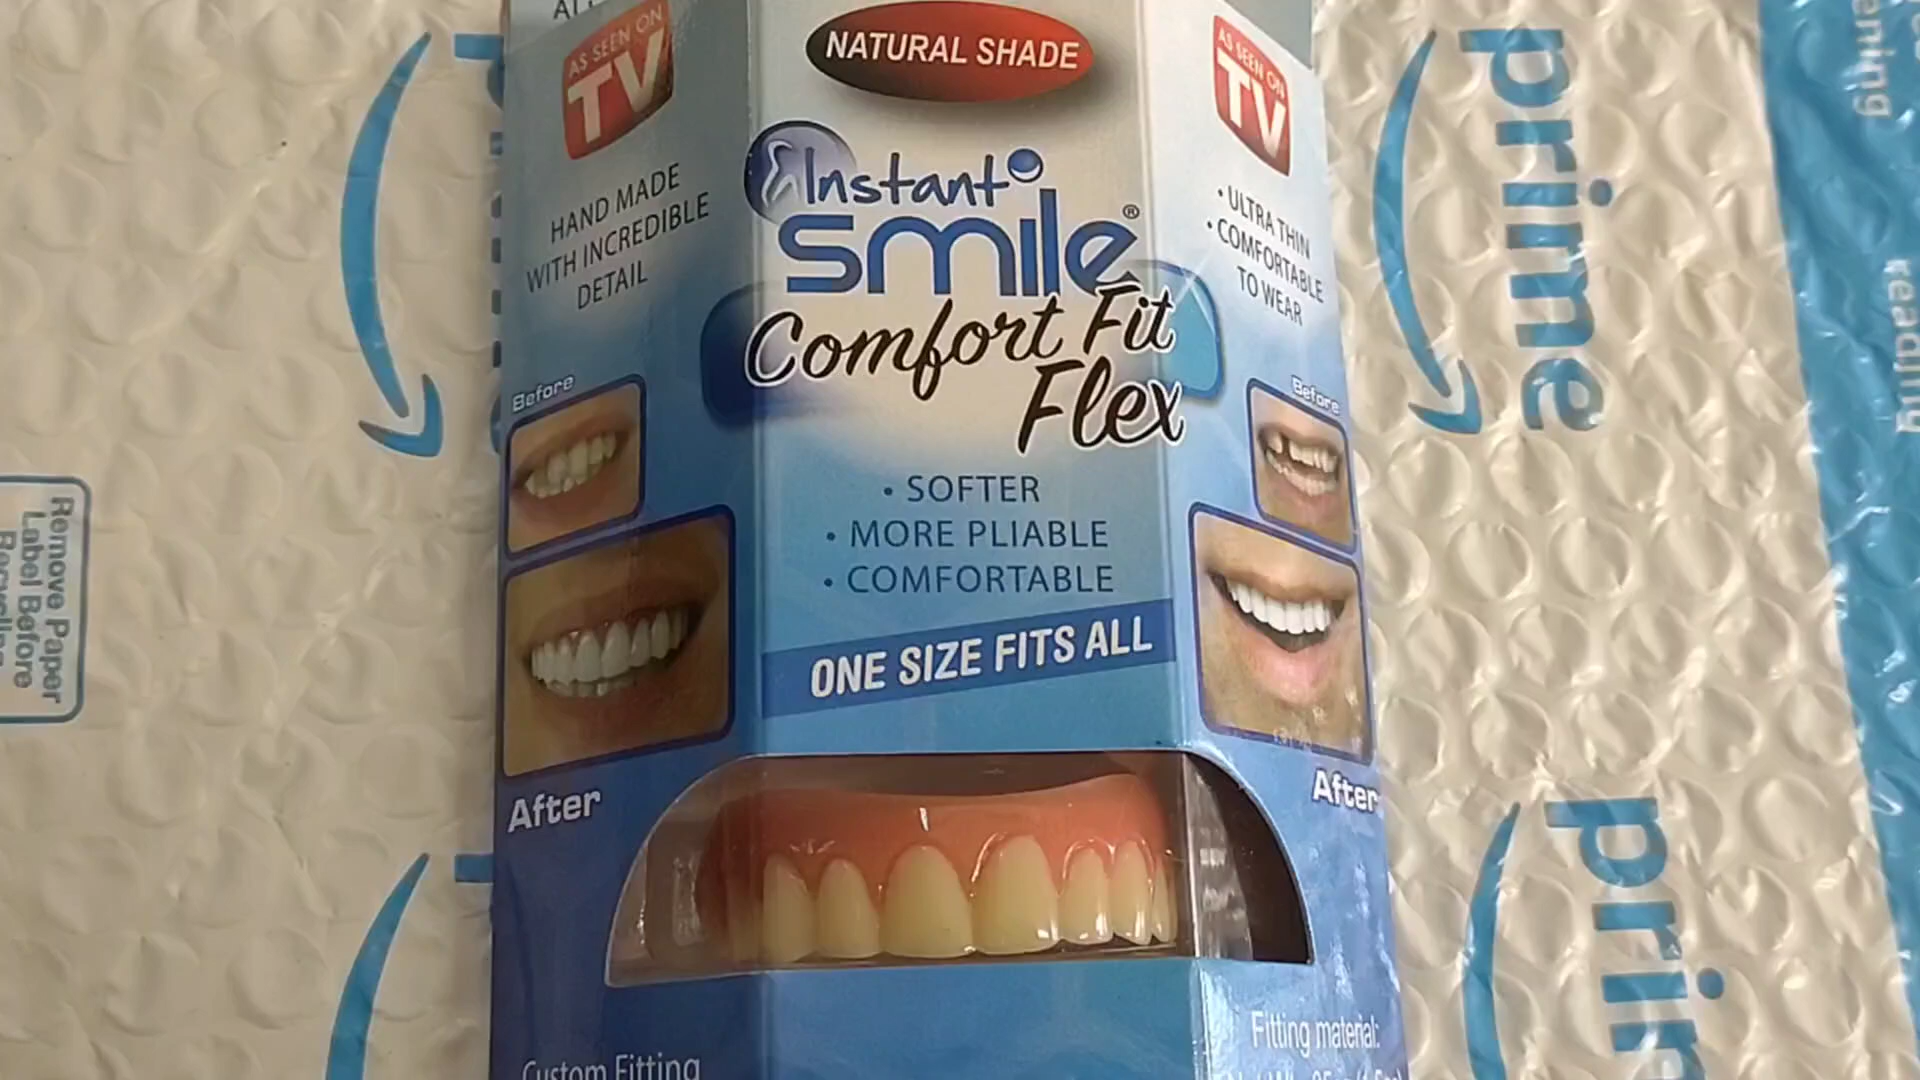 AS SEEN ON
TV
HAND MADE
WITH INCREDIBLE
DETAIL
Before
After
Custom Fitting
NATURAL SHADE
Instant
smile®
Comfort Fit
Flex
• SOFTER
• MORE PLIABLE
• COMFORTABLE
ONE SIZE FITS ALL
AS SEEN ON
TV
• ULTRA THIN
• COMFORTABLE
TO WEAR
Before
After
Fitting material:
prime
Remove Paper
Label Before